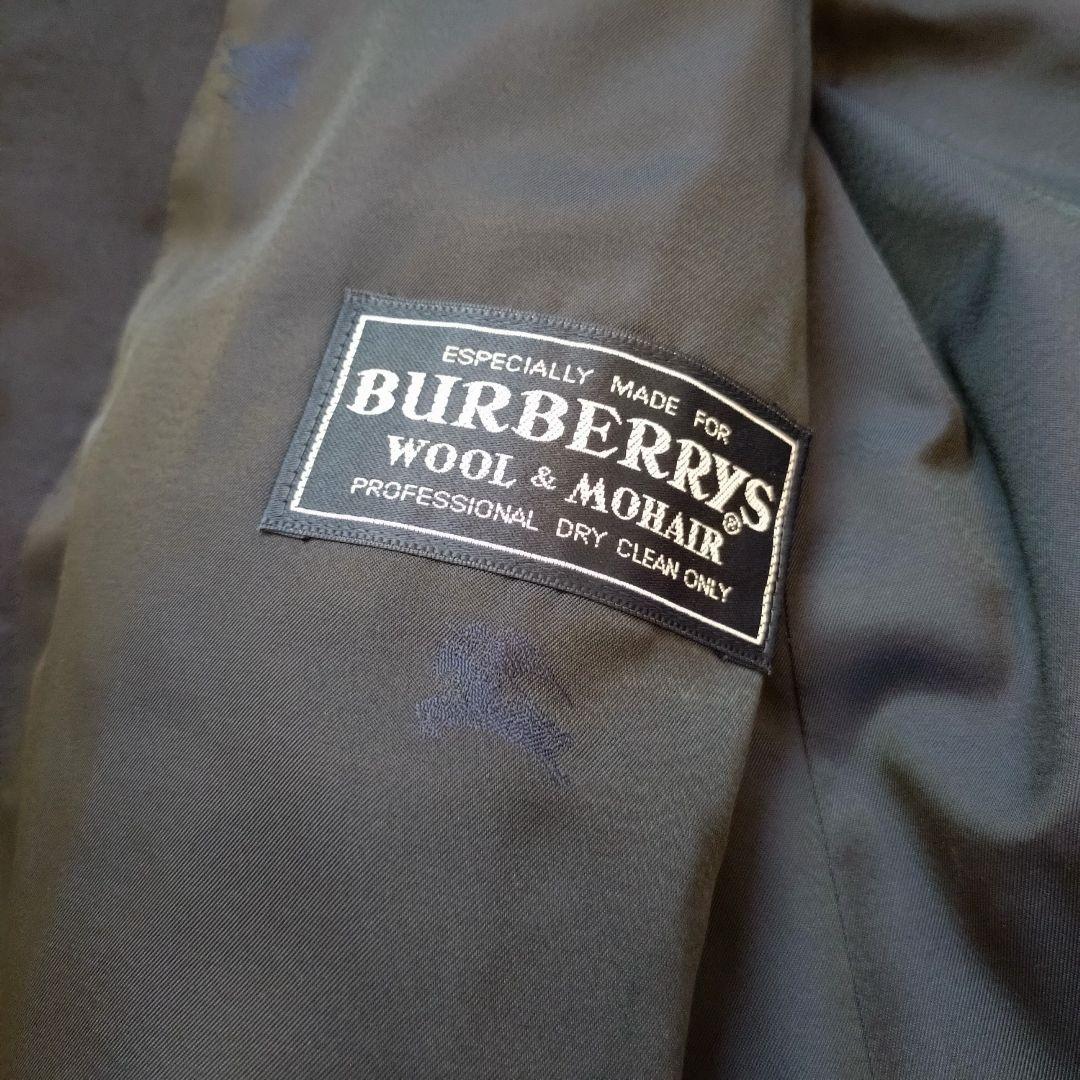 ESPECIALLY MADE FOR
BURBERRYS®
WOOL & MOHAIR
PROFESSIONAL DRY CLEAN ONLY